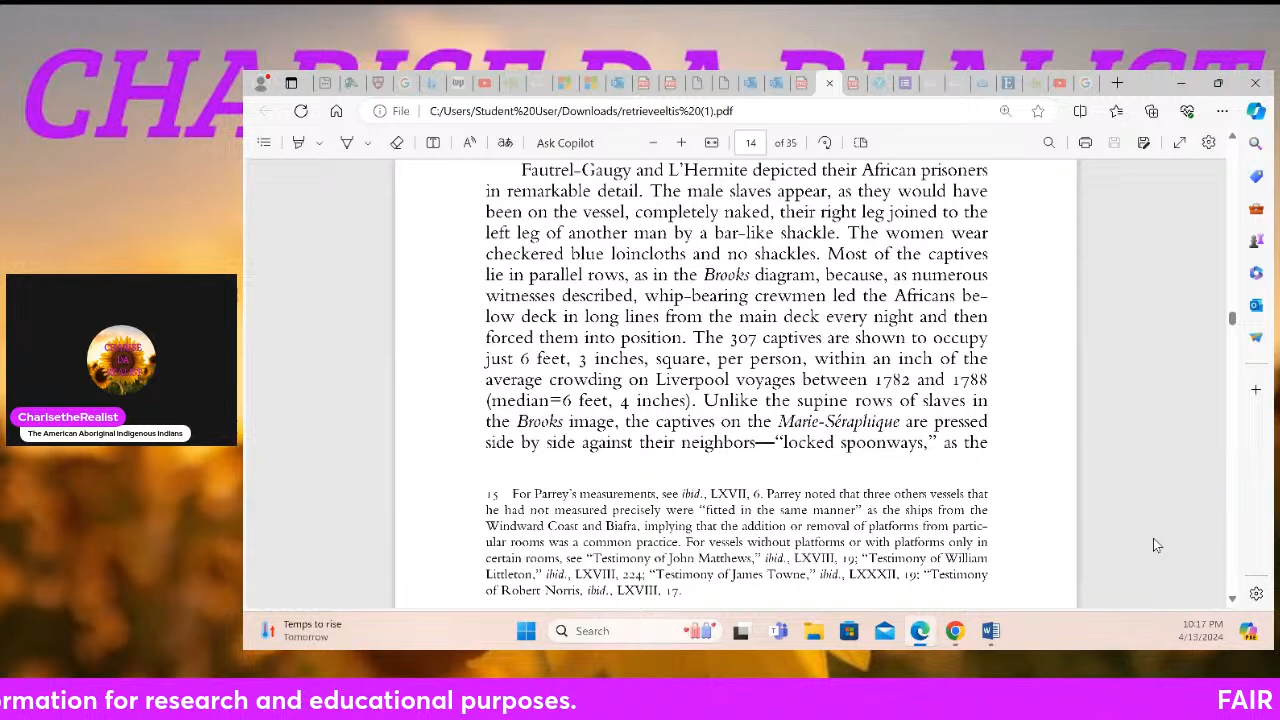 CHARISE DA REALIST
File
C:/Users/Student%20User/Downloads/retrieveeltis%20(1).pdf
Ask Copilot
14
of 35
Fautrel-Gaugy and L'Hermite depicted their African prisoners
in remarkable detail. The male slaves appear, as they would have
been on the vessel, completely naked, their right leg joined to the
left leg of another man by a bar-like shackle. The women wear
checkered blue loincloths and no shackles. Most of the captives
lie in parallel rows, as in the Brooks diagram, because, as numerous
witnesses described, whip-bearing crewmen led the Africans be-
low deck in long lines from the main deck every night and then
forced them into position. The 307 captives are shown to occupy
just 6 feet, 3 inches, square, per person, within an inch of the
average crowding on Liverpool voyages between 1782 and 1788
(median=6 feet, 4 inches). Unlike the supine rows of slaves in
the Brooks image, the captives on the Marie-Séraphique are pressed
side by side against their neighbors—“locked spoonways,” as the
15 For Parrey's measurements, see ibid., LXVII, 6. Parrey noted that three others vessels that
he had not measured precisely were “fitted in the same manner” as the ships from the
Windward Coast and Biafra, implying that the addition or removal of platforms from partic-
ular rooms was a common practice. For vessels without platforms or with platforms only in
certain rooms, see “Testimony of John Matthews,” ibid., LXVIII, 19; “Testimony of William
Littleton,” ibid., LXVIII, 224; “Testimony of James Towne,” ibid., LXXXII, 19; “Testimony
of Robert Norris, ibid., LXVIII, 17.
CHARISE
DA
REALIST
CharisetheRealist
The American Aboriginal Indigenous Indians
Temps to rise
Tomorrow
Search
10:17 PM
4/13/2024
ormation for research and educational purposes.
FAIR